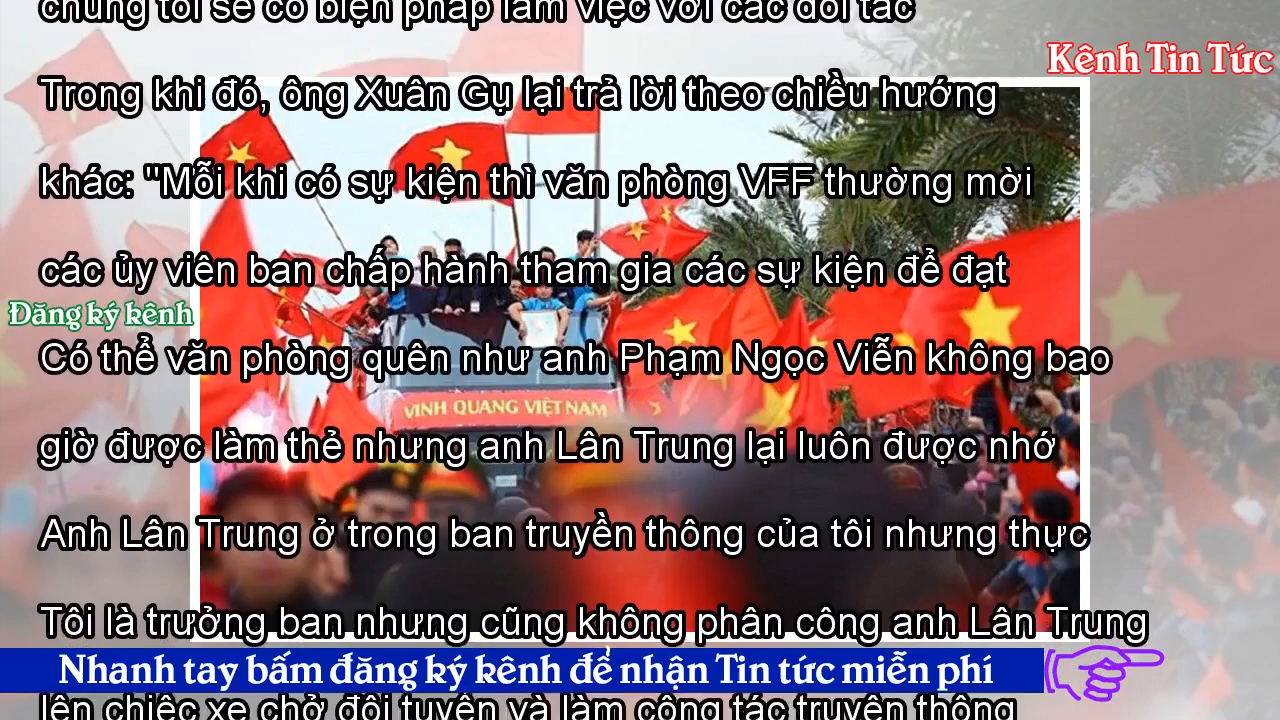 chúng tôi sẽ có biện pháp làm việc với các đối tác
Kênh Tin Tức
Trong khi đó, ông Xuân Gụ lại trả lời theo chiều hướng
khác: "Mỗi khi có sự kiện thì văn phòng VFF thường mời
các ủy viên ban chấp hành tham gia các sự kiện để đạt
Đăng ký kênh
Có thể văn phòng quên như anh Phạm Ngọc Viễn không bao
VINH QUANG VIỆT NAM
giờ được làm thẻ nhưng anh Lân Trung lại luôn được nhớ
Anh Lân Trung ở trong ban truyền thông của tôi nhưng thực
Tôi là trưởng ban nhưng cũng không phân công anh Lân Trung
Nhanh tay bấm đăng ký kênh để nhận Tin tức miễn phí
lên chiếc xe chở đội tuyển và làm công tác truyền thông